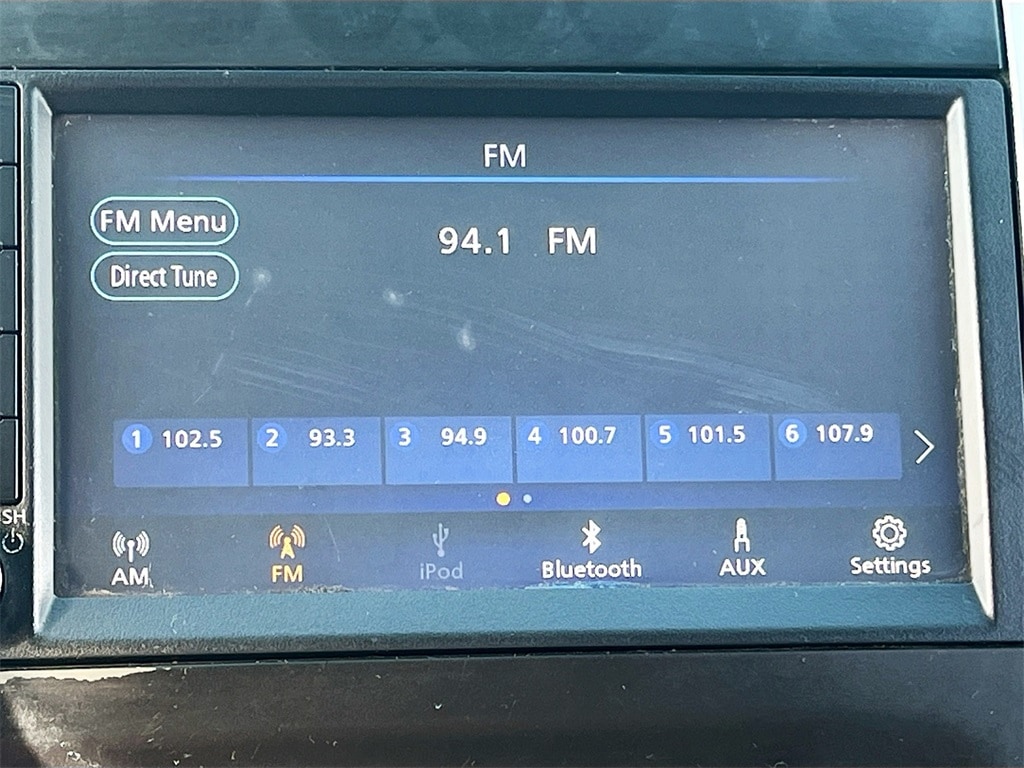 FM
FM Menu
94.1 FM
Direct Tune
1 102.5 2 93.3 3 94.9 4 100.7 5 101.5 6 107.9
SH
AM FM iPod Bluetooth AUX Settings